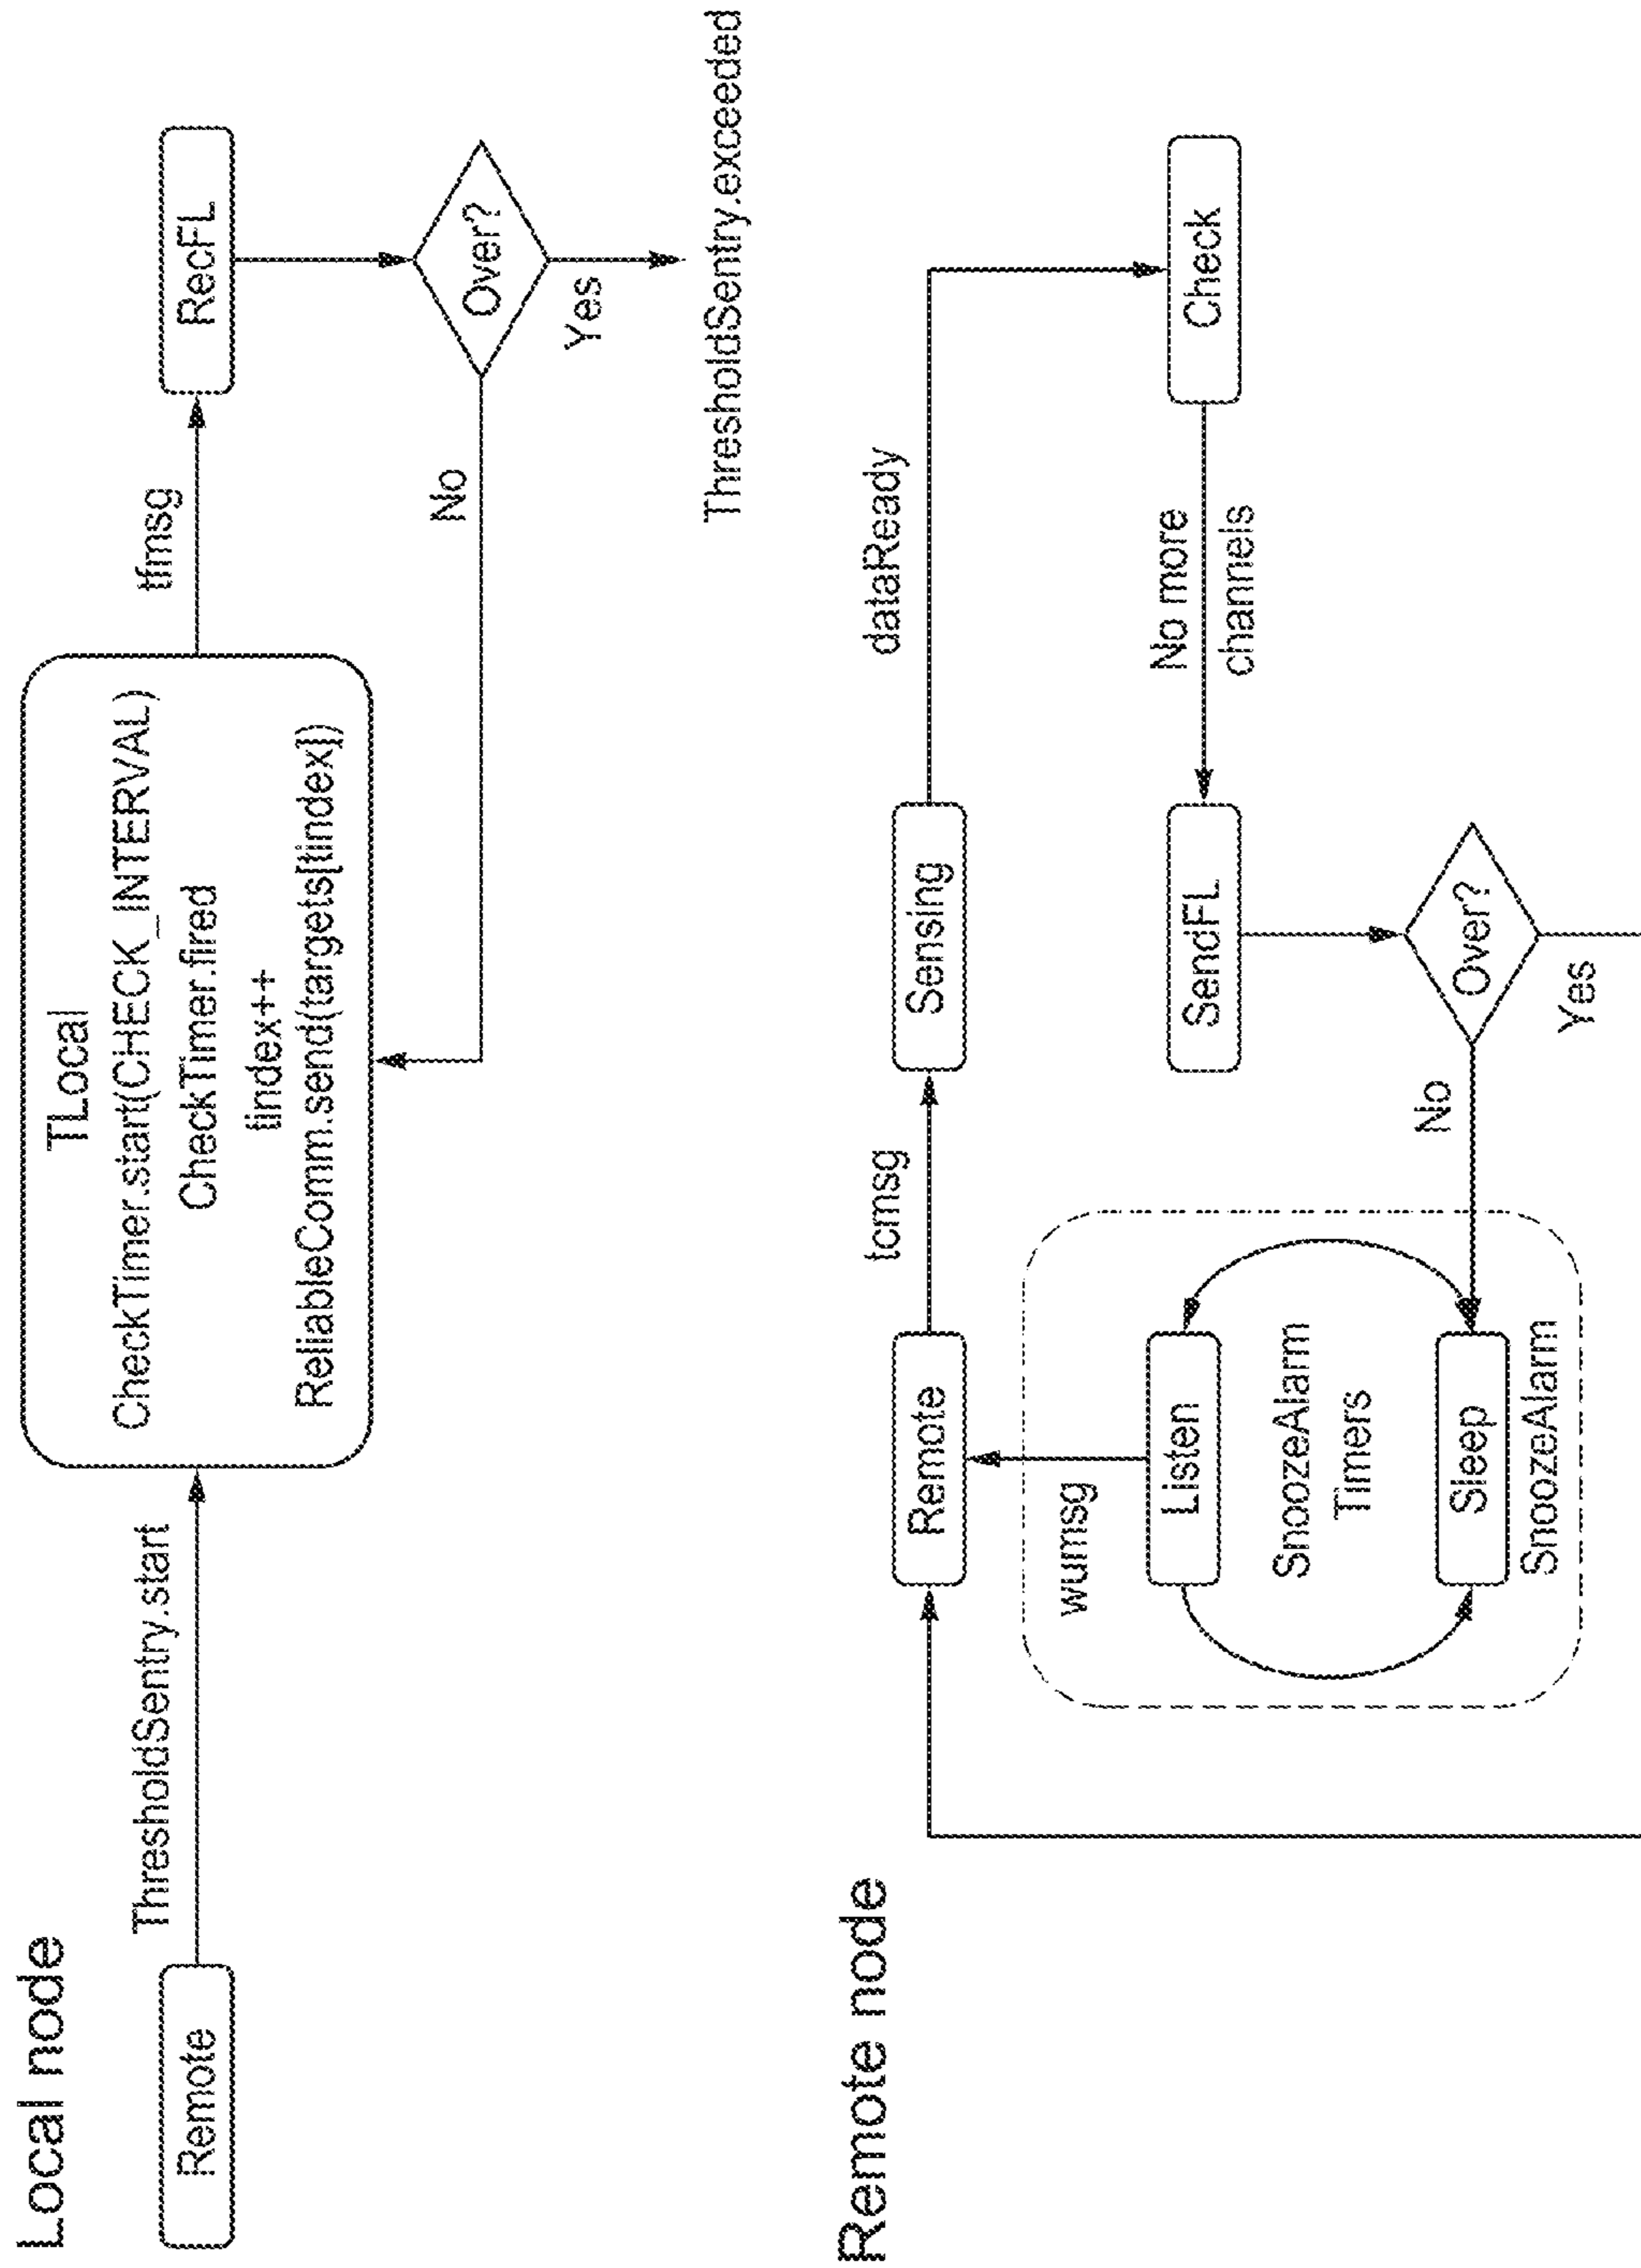 Local node
Remote
ThresholdSentry.start
TLocal
CheckTimer.start(CHECK_INTERVAL)
CheckTimer.fired
tindex++
ReliableComm.send(targets[tindex])
tfmsg
RecFL
Over?
No
Yes
ThresholdSentry.exceeded
Remote node
Remote
tcmsg
Sensing
dataReady
Check
No more
channels
SendFL
Over?
No
Yes
wumsg
Listen
SnoozeAlarm
Timers
Sleep
SnoozeAlarm